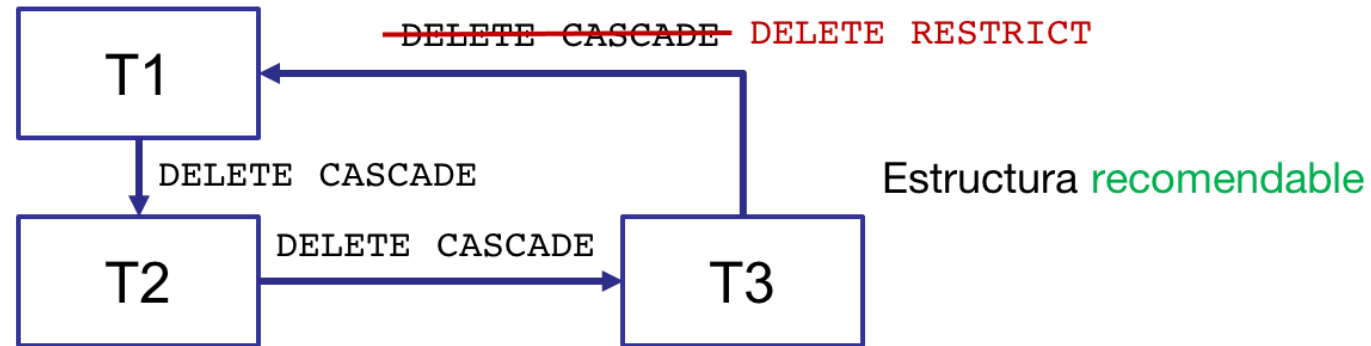 DELETE CASCADE DELETE RESTRICT
T1
DELETE CASCADE
Estructura recomendable
DELETE CASCADE
T2
T3